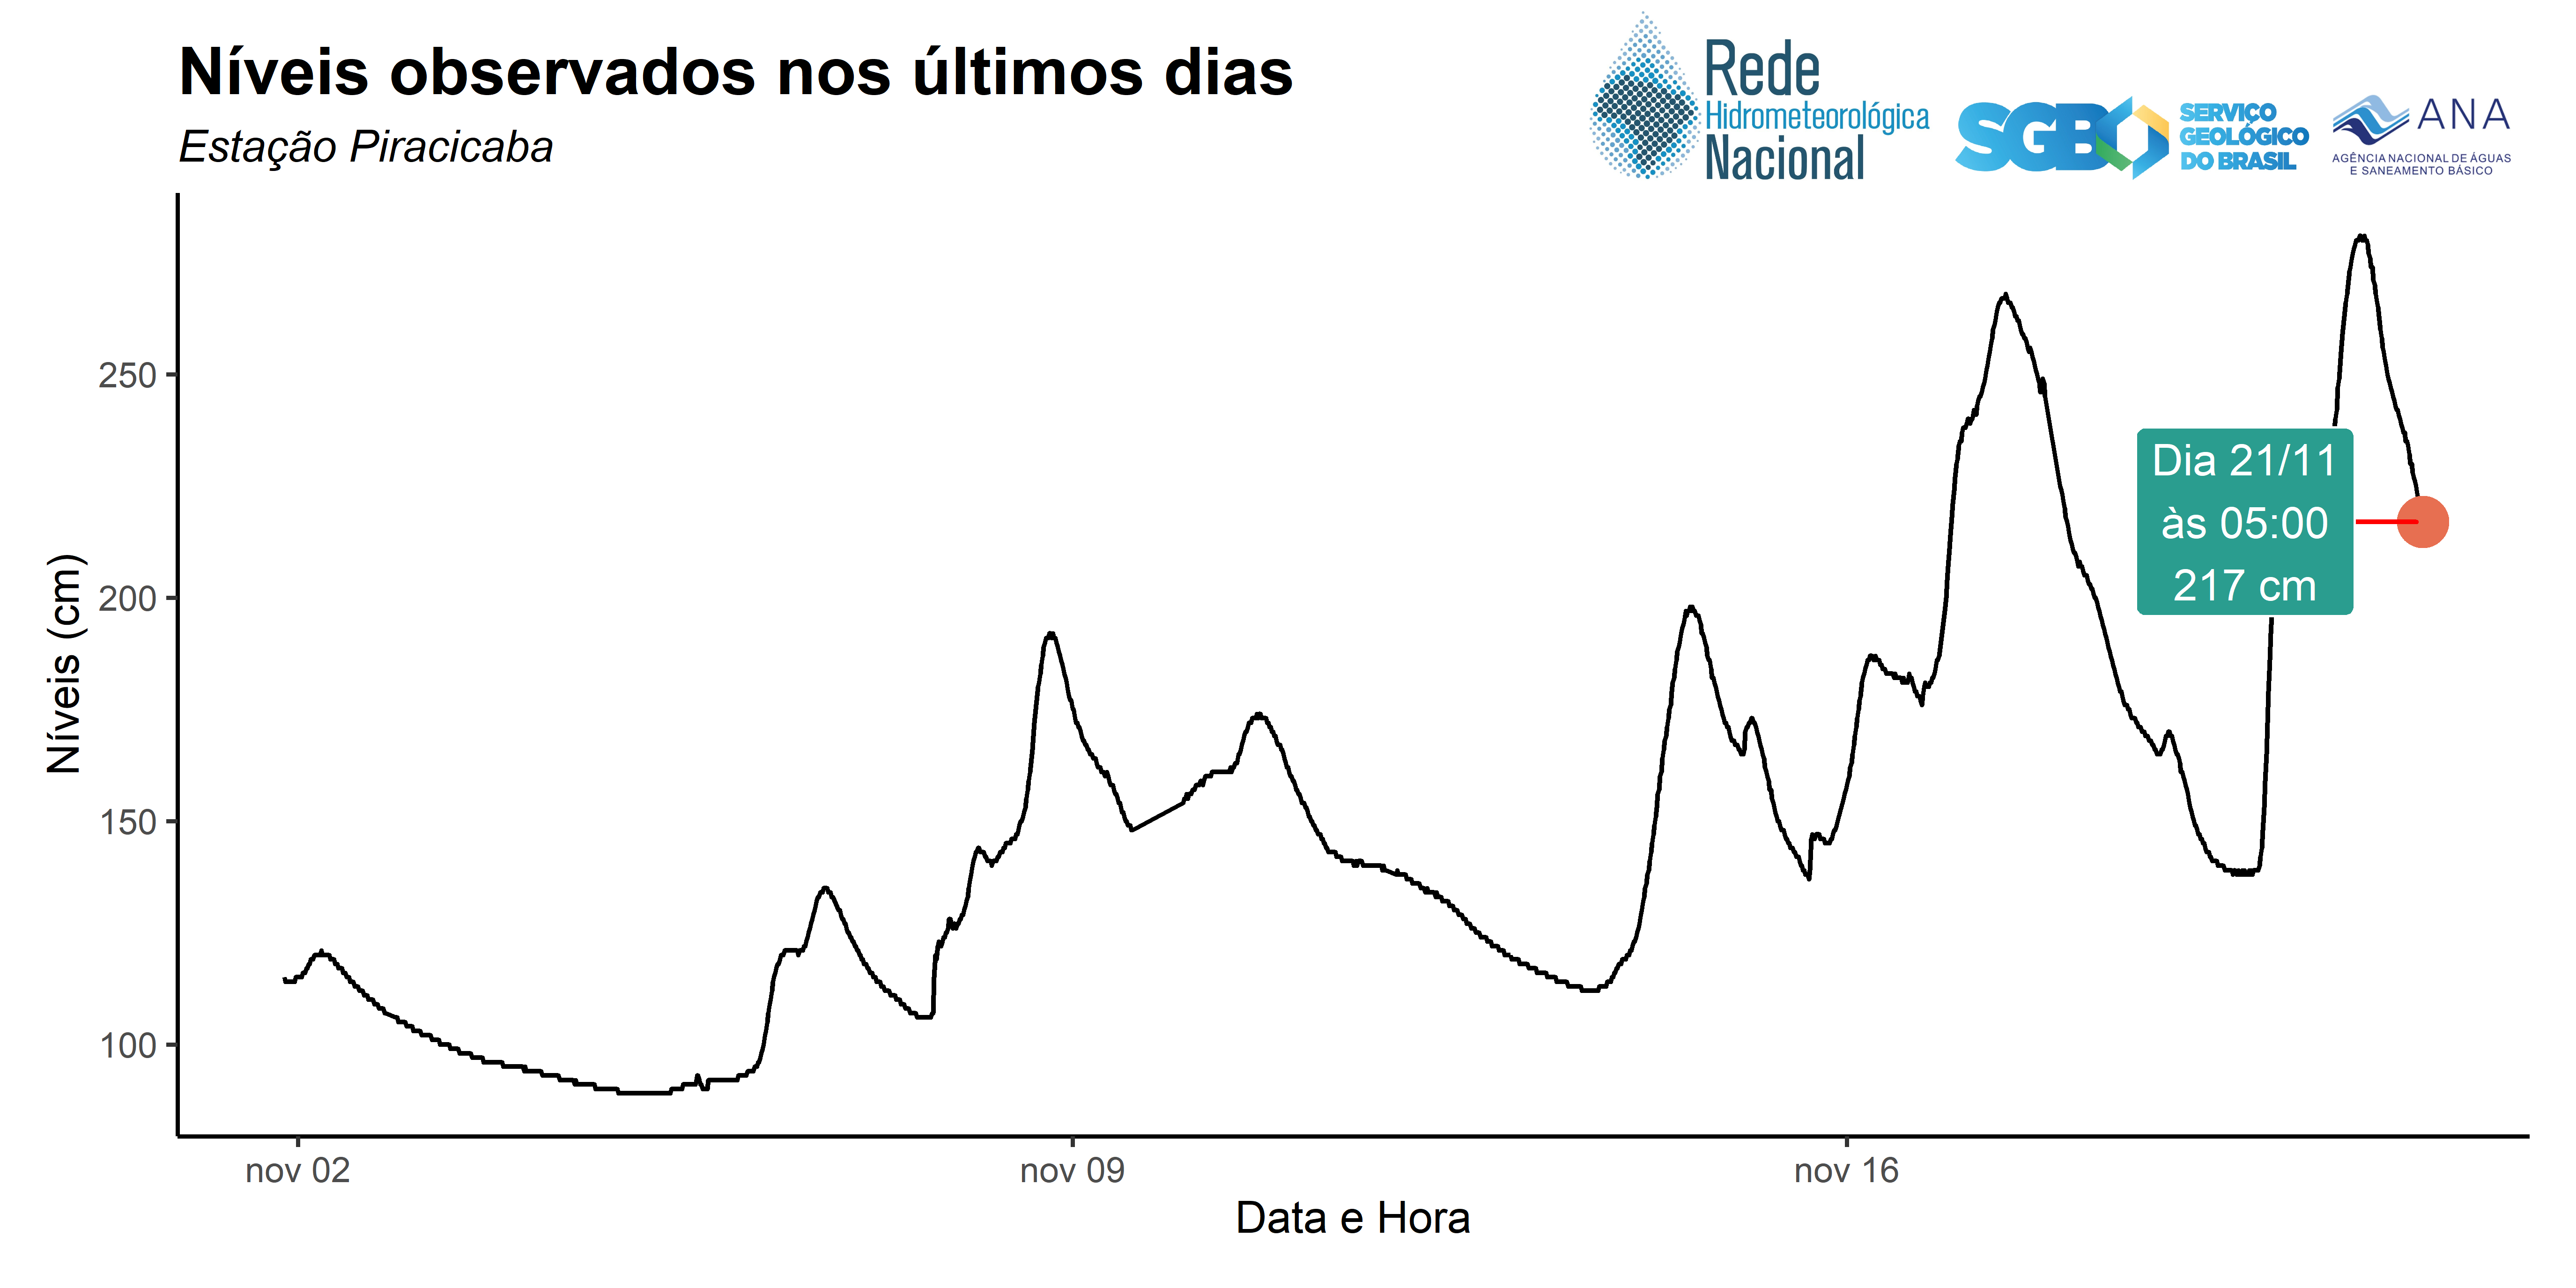 Níveis observados nos últimos dias
Estação Piracicaba
Rede
Hidrometeorológica
Nacional
SGB
SERVIÇO
GEOLÓGICO
DO BRASIL
ANA
AGÊNCIA NACIONAL DE ÁGUAS
E SANEAMENTO BÁSICO
Níveis (cm)
250
200
150
100
Dia 21/11
às 05:00
217 cm
nov 02
nov 09
nov 16
Data e Hora